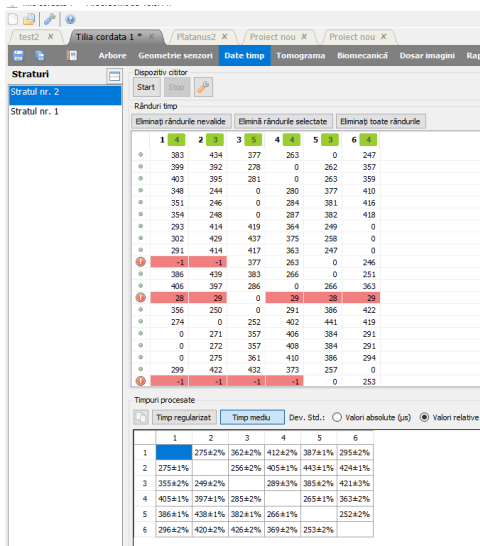 test2 X Tilia cordata 1 * X Platanus2 X Proiect nou X Proiect nou X
Arbore Geometrie senzori Date timp Tomograma Biomecanică Dosar imagini Rap
Straturi
Stratul nr. 2
Stratul nr. 1
Dispozitiv cititor
Start Stop
Rânduri timp
Eliminați rândurile nevalide Elimină rândurile selectate Eliminați toate rândurile
1 4 2 3 3 5 4 4 5 3 6 4
383 434 377 263 0 247
399 392 278 0 262 357
403 395 281 0 263 359
348 244 0 280 377 410
351 246 0 284 381 416
354 248 0 287 382 418
293 414 419 364 249 0
302 429 437 375 258 0
291 414 417 363 247 0
-1 -1 377 263 0 246
386 439 383 266 0 251
406 397 286 0 266 363
28 29 0 29 28 29
356 250 0 291 386 422
274 0 252 402 441 419
0 271 357 406 384 291
0 272 357 408 384 291
0 275 361 410 386 294
299 422 432 373 257 0
-1 -1 -1 -1 0 253
Timpuri procesate
Timp regularizat Timp mediu Dev. Std.: Valori absolute (µs) Valori relative
1 2 3 4 5 6
1 275±2% 362±2% 412±2% 387±1% 295±2%
2 275±1% 256±2% 405±1% 443±1% 424±1%
3 355±2% 249±2% 289±3% 385±2% 421±3%
4 405±1% 397±1% 285±2% 265±1% 363±2%
5 386±1% 438±1% 382±1% 266±1% 252±2%
6 296±2% 420±2% 426±2% 369±2% 253±2%